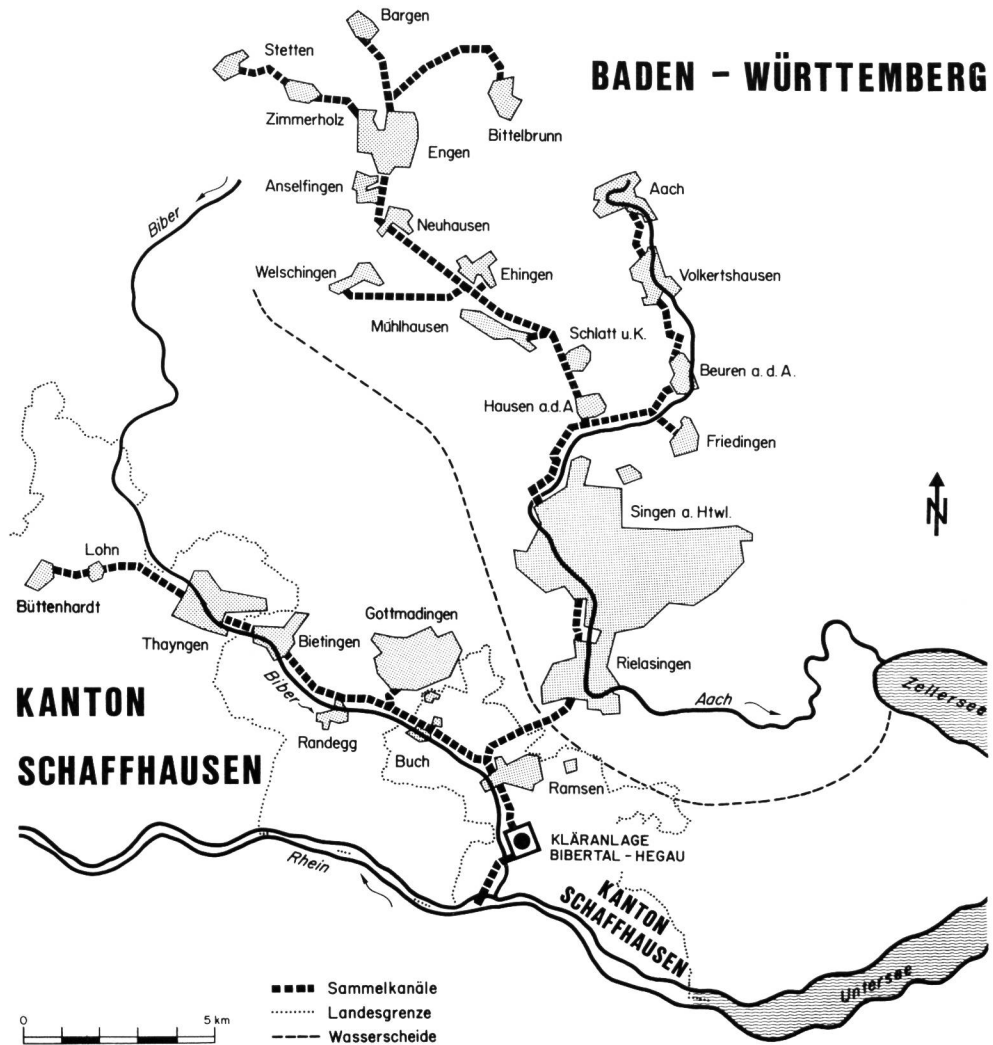 Bargen
Stetten
BADEN - WÜRTTEMBERG
Zimmerholz
Bittelbrunn
Engen
Anselfingen
Aach
Biber
Neuhausen
Welschingen
Ehingen
Volkertshausen
Mühlhausen
Schlatt u.K.
Beuren a.d.A.
Hausen a.d.A
Friedingen
N
Singen a. Htwl.
Lohn
Büttenhardt
Gottmadingen
Thayngen
Bietingen
Rielasingen
Biber
Aach
Zellersee
KANTON
SCHAFFHAUSEN
Randegg
Buch
Ramsen
KLÄRANLAGE
BIBERTAL - HEGAU
Rhein
KANTON
SCHAFFHAUSEN
Untersee
Sammelkanäle
Landesgrenze
Wasserscheide
0 5 km